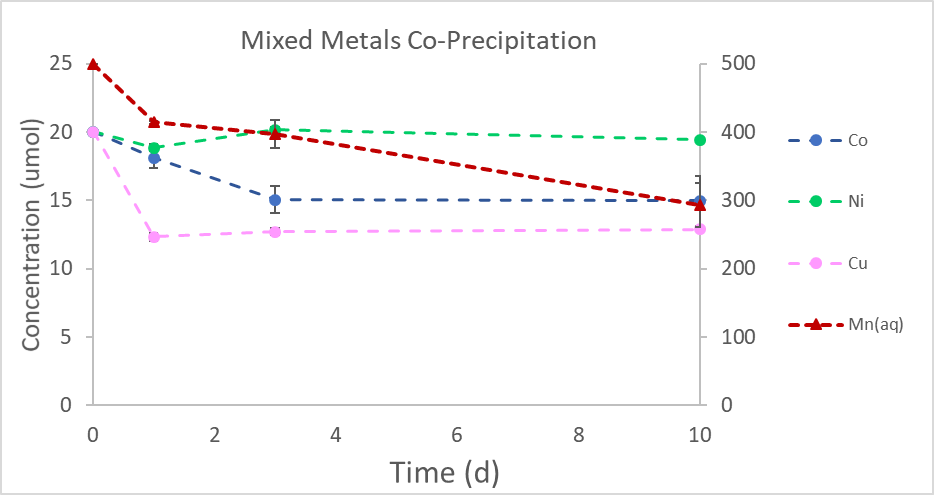 Mixed Metals Co-Precipitation
25
20
15
10
5
0
Concentration (umol)
500
400
300
200
100
0
0 2 4 6 8 10
Time (d)
Co
Ni
Cu
Mn(aq)